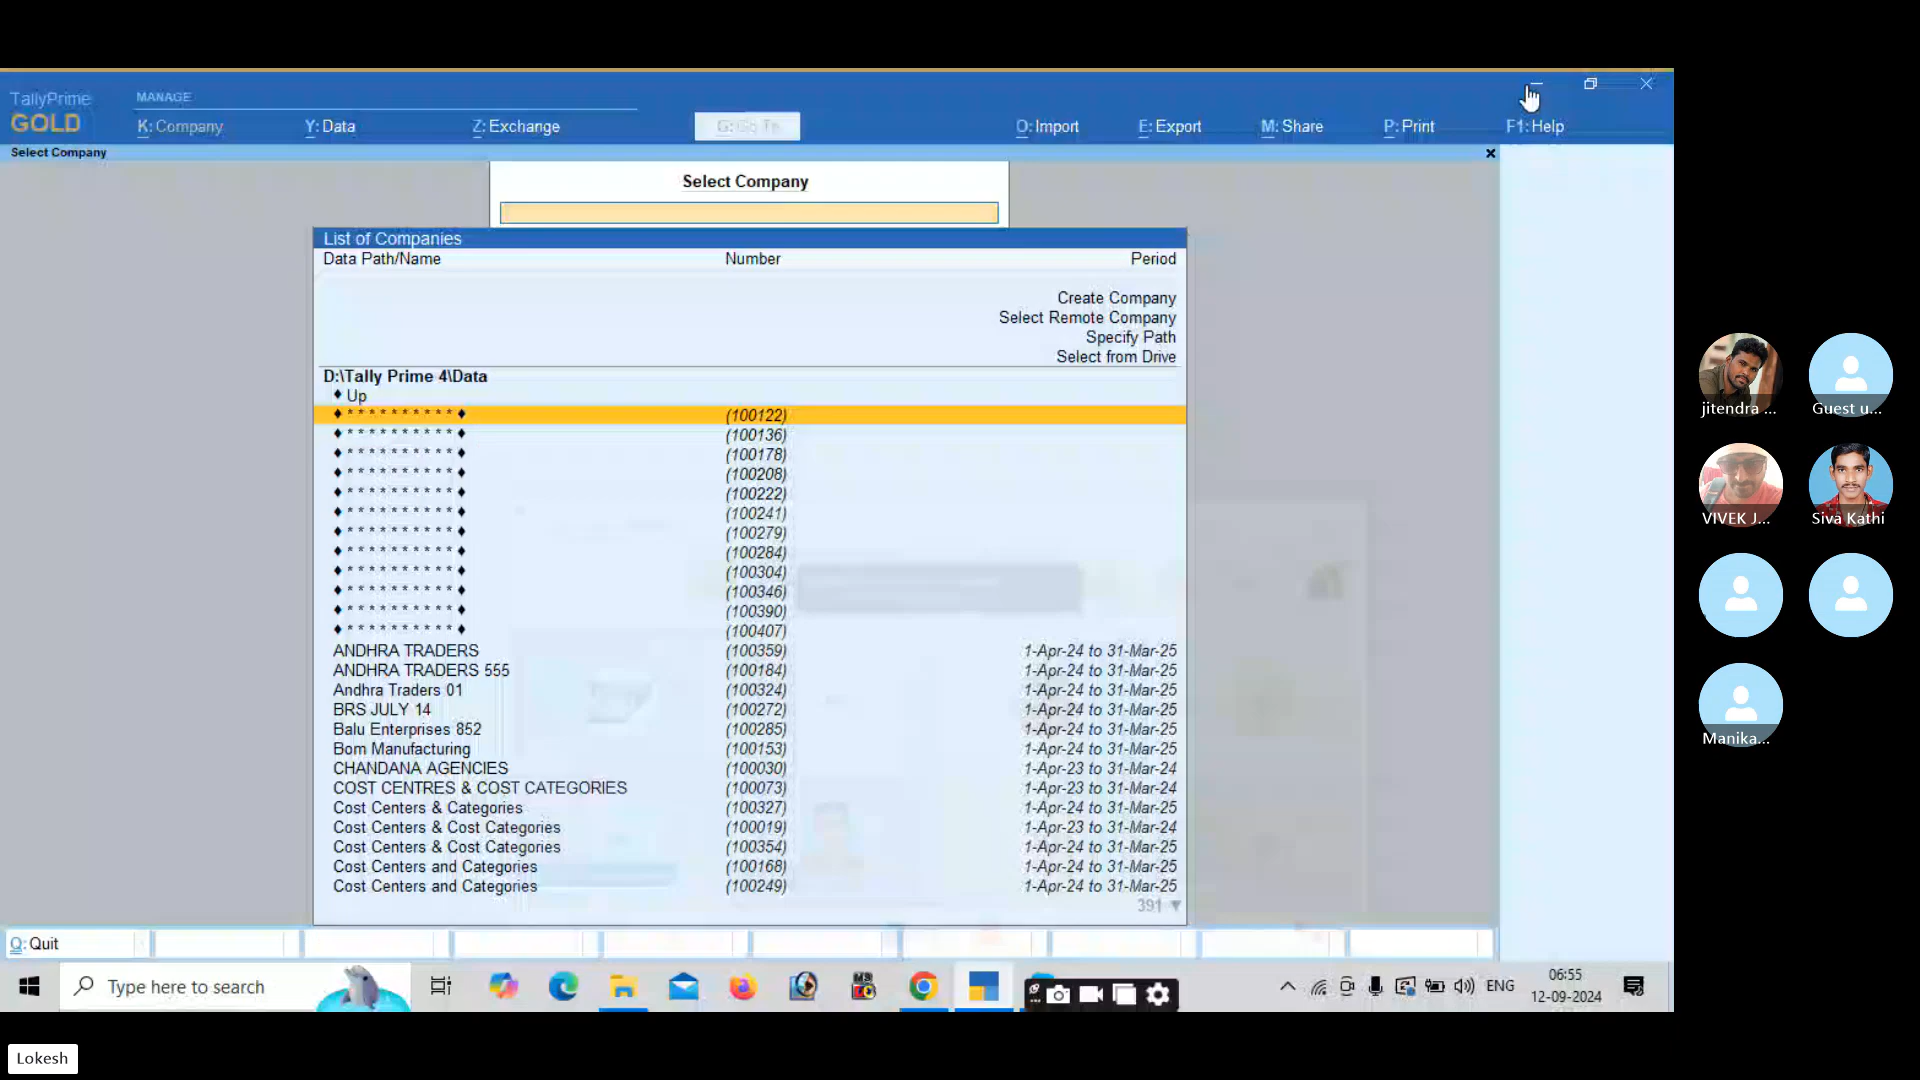 TallyPrime
GOLD
MANAGE
K: Company
Y: Data
Z: Exchange
G: Go To
O: Import
E: Export
M: Share
P: Print
F1: Help
Select Company
Select Company
List of Companies
Data Path/Name Number Period
Create Company
Select Remote Company
Specify Path
Select from Drive
D:\Tally Prime 4\Data
♦ Up
♦ * * * * * * * * * * ♦ (100122)
♦ * * * * * * * * * * ♦ (100136)
♦ * * * * * * * * * * ♦ (100178)
♦ * * * * * * * * * * ♦ (100208)
♦ * * * * * * * * * * ♦ (100222)
♦ * * * * * * * * * * ♦ (100241)
♦ * * * * * * * * * * ♦ (100279)
♦ * * * * * * * * * * ♦ (100284)
♦ * * * * * * * * * * ♦ (100304)
♦ * * * * * * * * * * ♦ (100346)
♦ * * * * * * * * * * ♦ (100390)
♦ * * * * * * * * * * ♦ (100407)
ANDHRA TRADERS (100359) 1-Apr-24 to 31-Mar-25
ANDHRA TRADERS 555 (100184) 1-Apr-24 to 31-Mar-25
Andhra Traders 01 (100324) 1-Apr-24 to 31-Mar-25
BRS JULY 14 (100272) 1-Apr-24 to 31-Mar-25
Balu Enterprises 852 (100285) 1-Apr-24 to 31-Mar-25
Bom Manufacturing (100153) 1-Apr-24 to 31-Mar-25
CHANDANA AGENCIES (100030) 1-Apr-23 to 31-Mar-24
COST CENTRES & COST CATEGORIES (100073) 1-Apr-23 to 31-Mar-24
Cost Centers & Categories (100327) 1-Apr-24 to 31-Mar-25
Cost Centers & Cost Categories (100019) 1-Apr-23 to 31-Mar-24
Cost Centers & Cost Categories (100354) 1-Apr-24 to 31-Mar-25
Cost Centers and Categories (100168) 1-Apr-24 to 31-Mar-25
Cost Centers and Categories (100249) 1-Apr-24 to 31-Mar-25
391 ▼
Q: Quit
Type here to search
ENG
06:55
12-09-2024
jitendra ...
Guest u...
VIVEK J...
Siva Kathi
Manika...
Lokesh